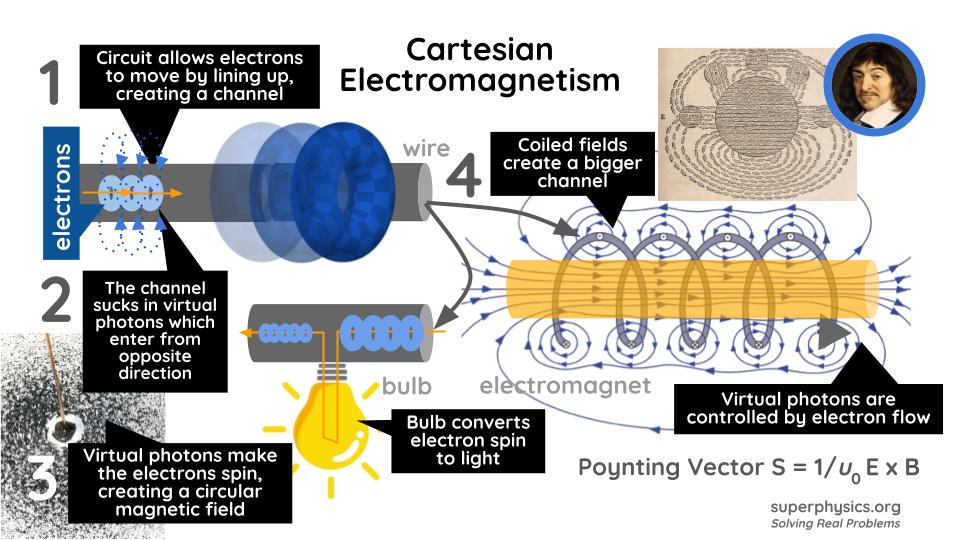 Cartesian
Electromagnetism
1
Circuit allows electrons
to move by lining up,
creating a channel
electrons
wire
4
Coiled fields
create a bigger
channel
2
The channel
sucks in virtual
photons which
enter from
opposite
direction
bulb
electromagnet
Virtual photons are
controlled by electron flow
Bulb converts
electron spin
to light
3
Virtual photons make
the electrons spin,
creating a circular
magnetic field
Poynting Vector S = 1/u₀ E x B
superphysics.org
Solving Real Problems